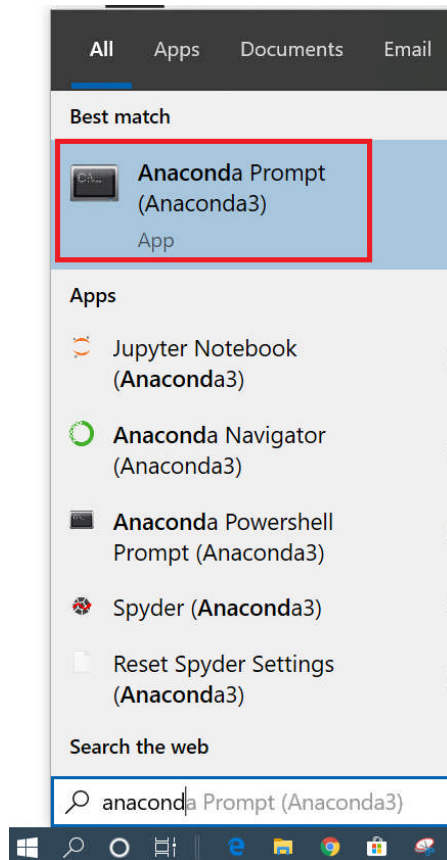 All Apps Documents Email
Best match
Anaconda Prompt
(Anaconda3)
App
Apps
Jupyter Notebook
(Anaconda3)
Anaconda Navigator
(Anaconda3)
Anaconda Powershell
Prompt (Anaconda3)
Spyder (Anaconda3)
Reset Spyder Settings
(Anaconda3)
Search the web
anaconda Prompt (Anaconda3)